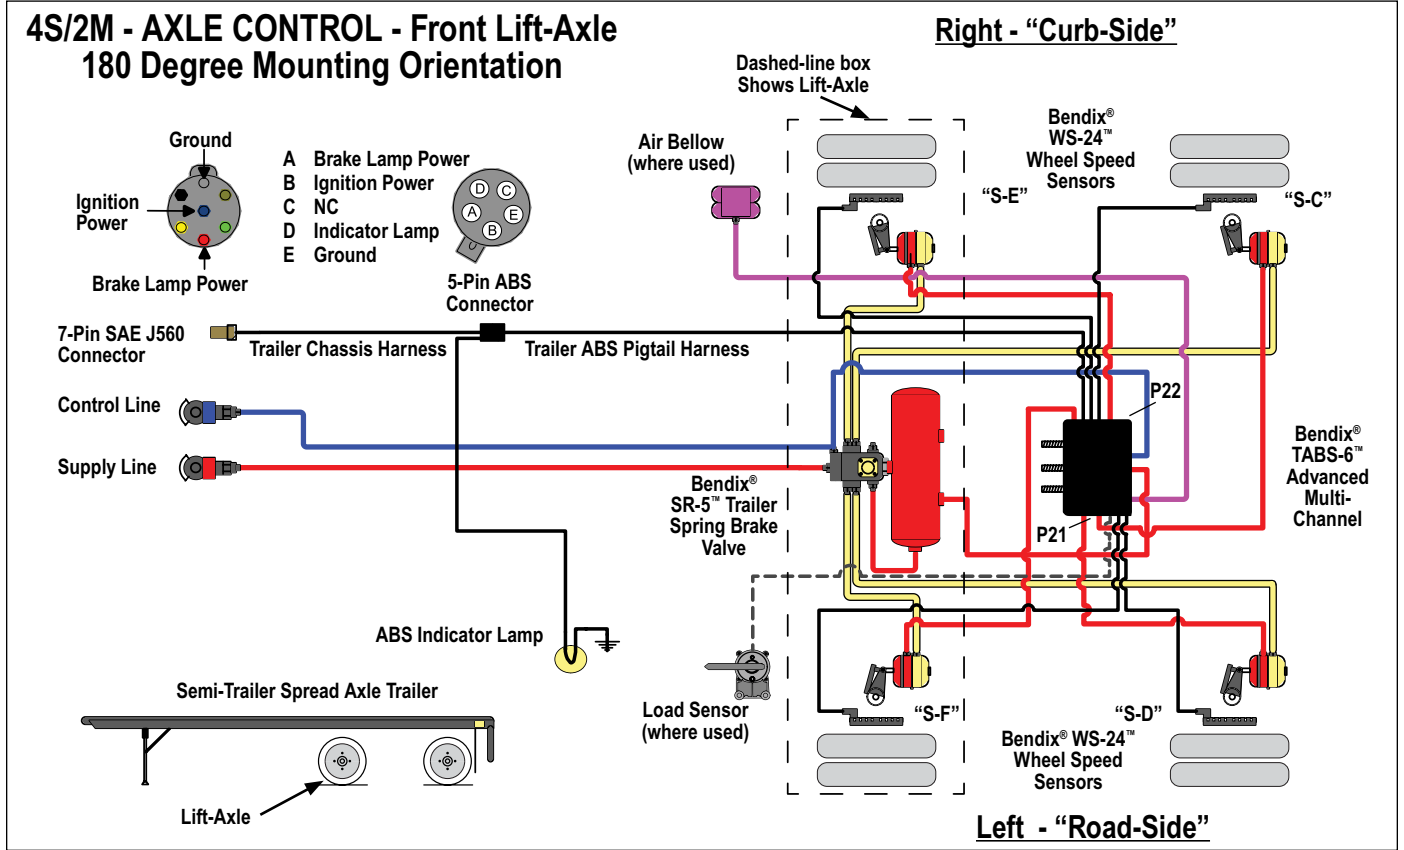 4S/2M - AXLE CONTROL - Front Lift-Axle
180 Degree Mounting Orientation
Right - “Curb-Side”
Dashed-line box
Shows Lift-Axle
Ground
Ignition
Power
Brake Lamp Power
A Brake Lamp Power
B Ignition Power
C NC
D Indicator Lamp
E Ground
D
C
A
E
B
5-Pin ABS
Connector
Air Bellow
(where used)
Bendix®
WS-24™
Wheel Speed
Sensors
“S-E”
“S-C”
7-Pin SAE J560
Connector
Trailer Chassis Harness
Trailer ABS Pigtail Harness
Control Line
Supply Line
P22
P21
Bendix®
SR-5™ Trailer
Spring Brake
Valve
Bendix®
TABS-6™
Advanced
Multi-
Channel
ABS Indicator Lamp
Load Sensor
(where used)
“S-F”
“S-D”
Bendix® WS-24™
Wheel Speed
Sensors
Semi-Trailer Spread Axle Trailer
Lift-Axle
Left - “Road-Side”